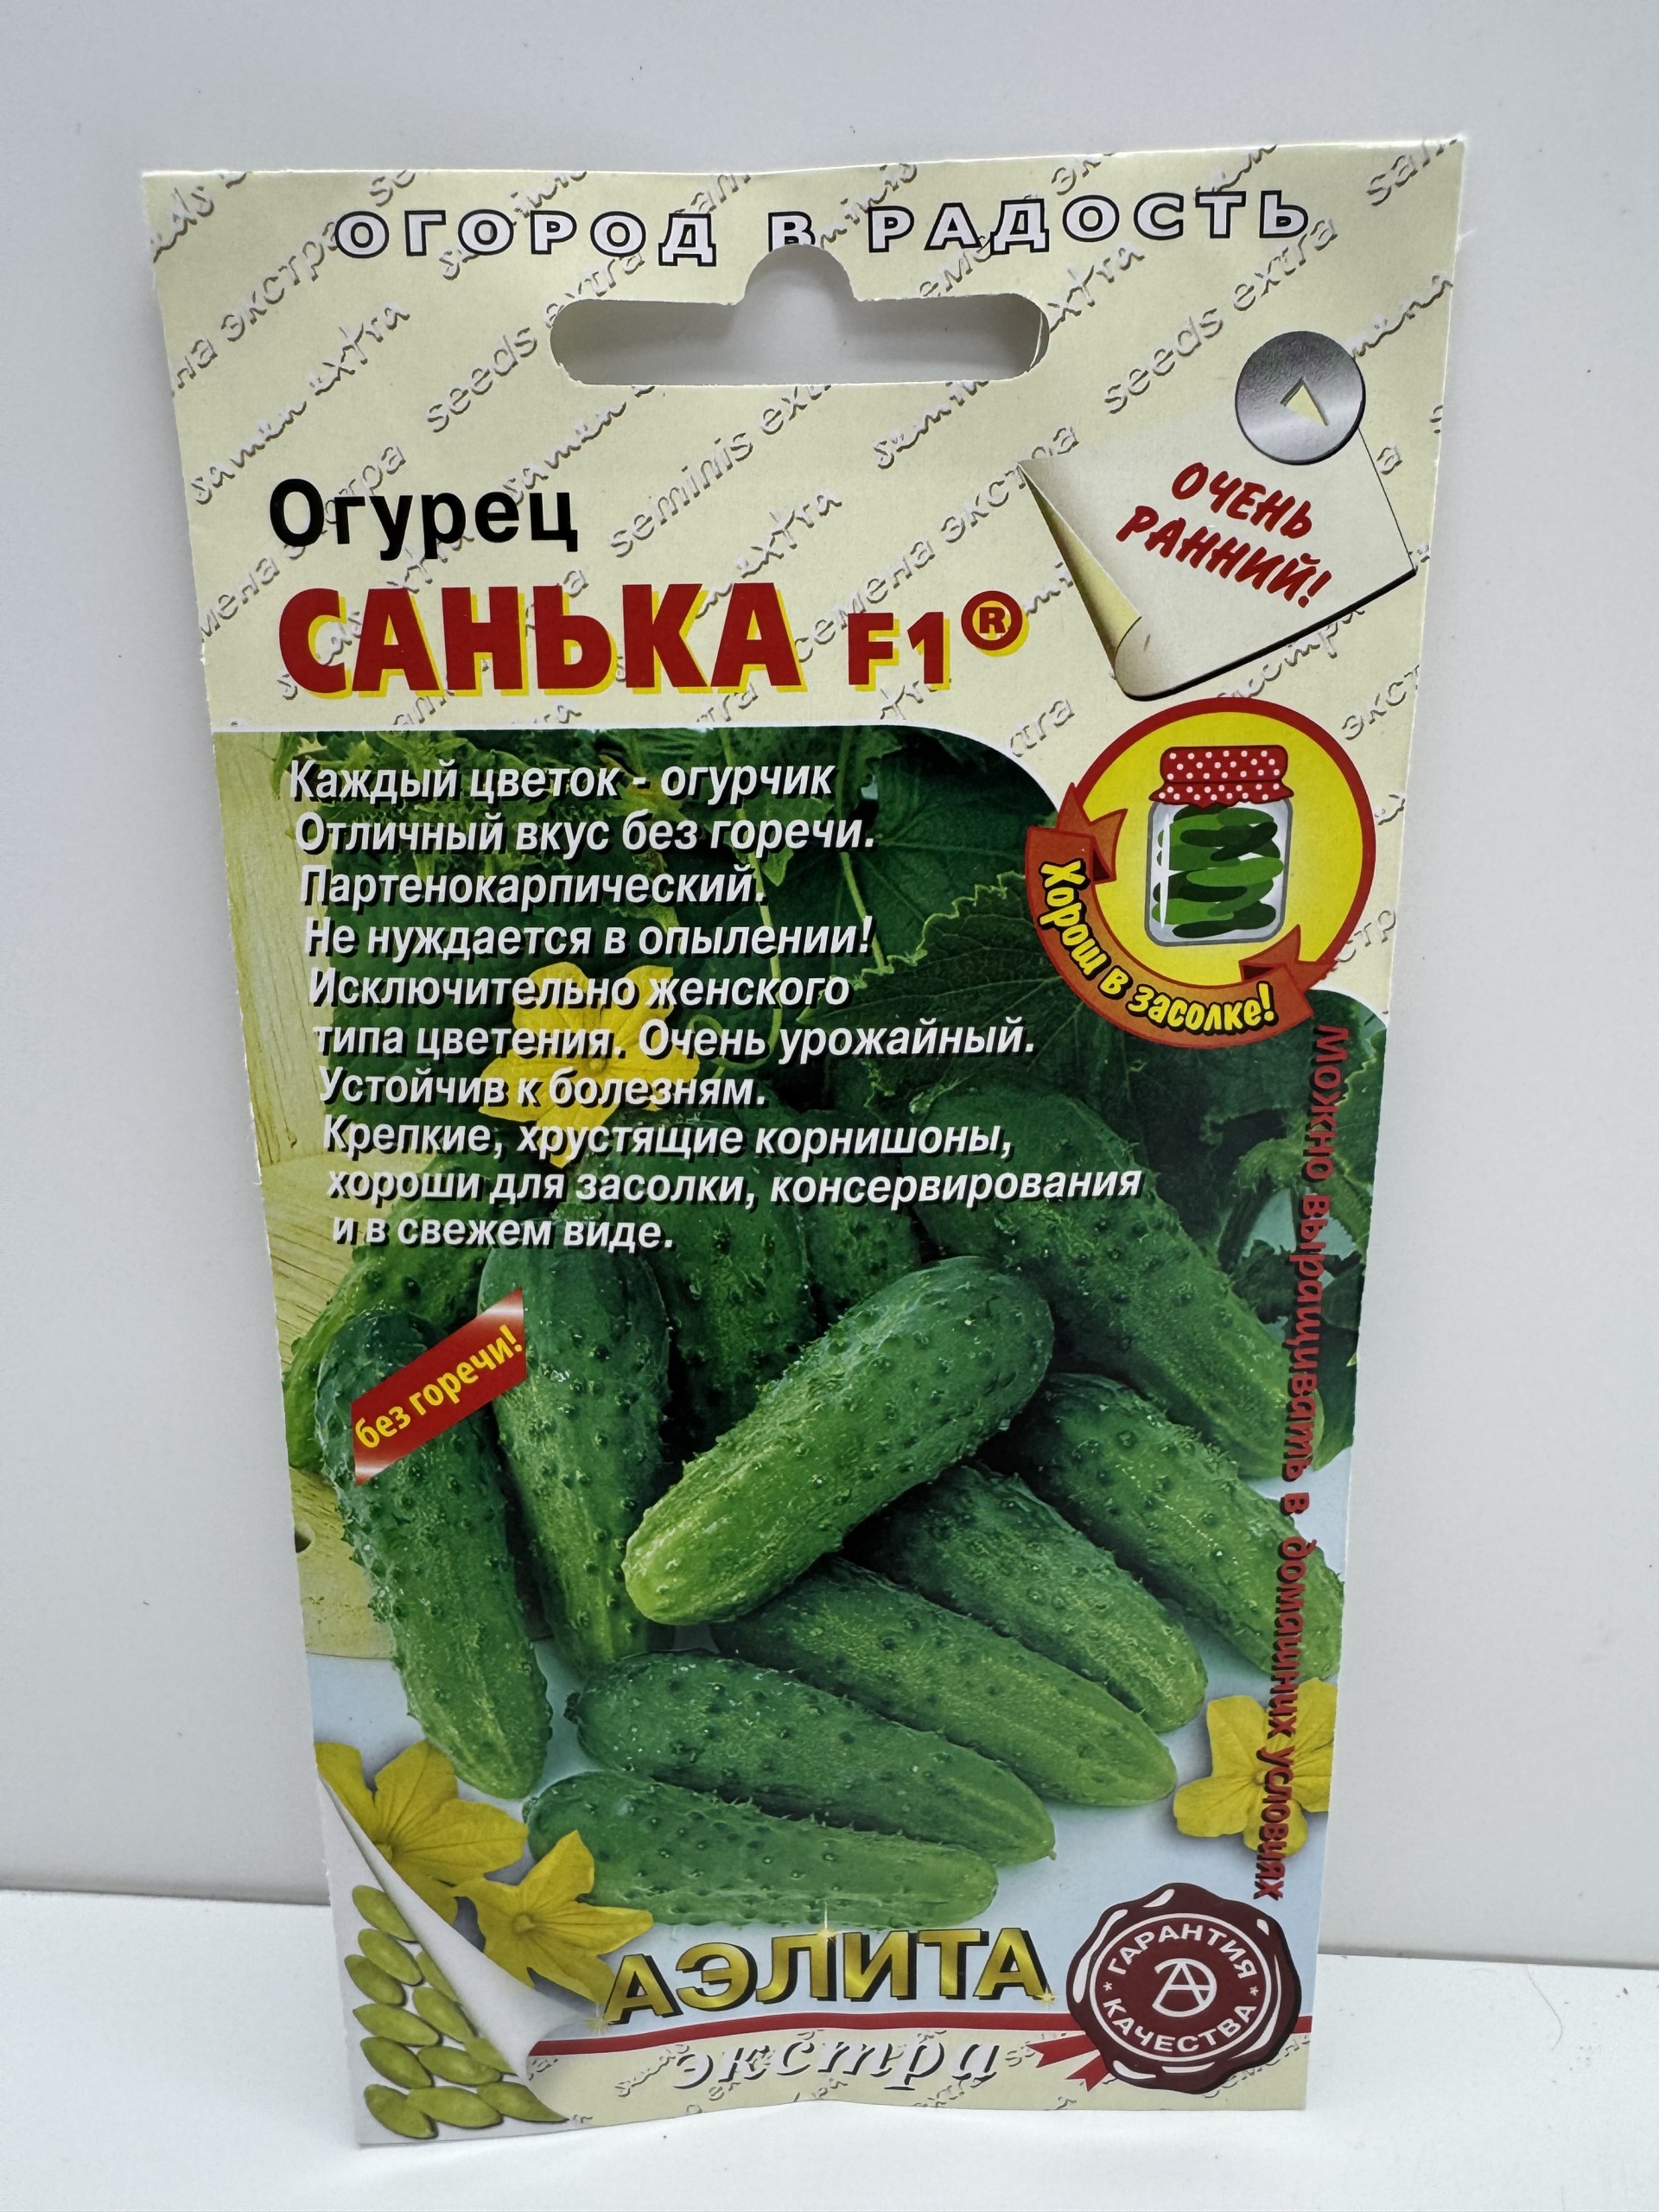 ОГОРОД В РАДОСТЬ
ОЧЕНЬ
РАННИЙ!
Огурец
САНЬКА F1®
Каждый цветок - огурчик
Отличный вкус без горечи.
Партенокарпический.
Не нуждается в опылении!
Исключительно женского
типа цветения. Очень урожайный.
Устойчив к болезням.
Крепкие, хрустящие корнишоны,
хороши для засолки, консервирования
и в свежем виде.
Хорош в засолке!
Можно выращивать в домашних условиях
без горечи!
АЭЛИТА
экстра
ГАРАНТИЯ
КАЧЕСТВА